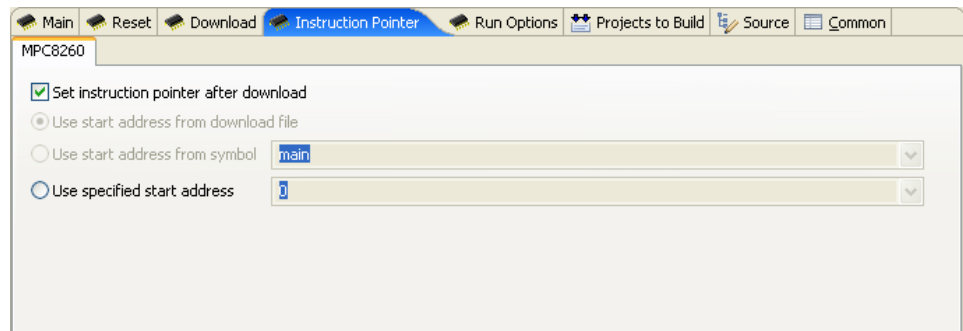 Main Reset Download Instruction Pointer Run Options Projects to Build Source Common
MPC8260
Set instruction pointer after download
Use start address from download file
Use start address from symbol main
Use specified start address 0